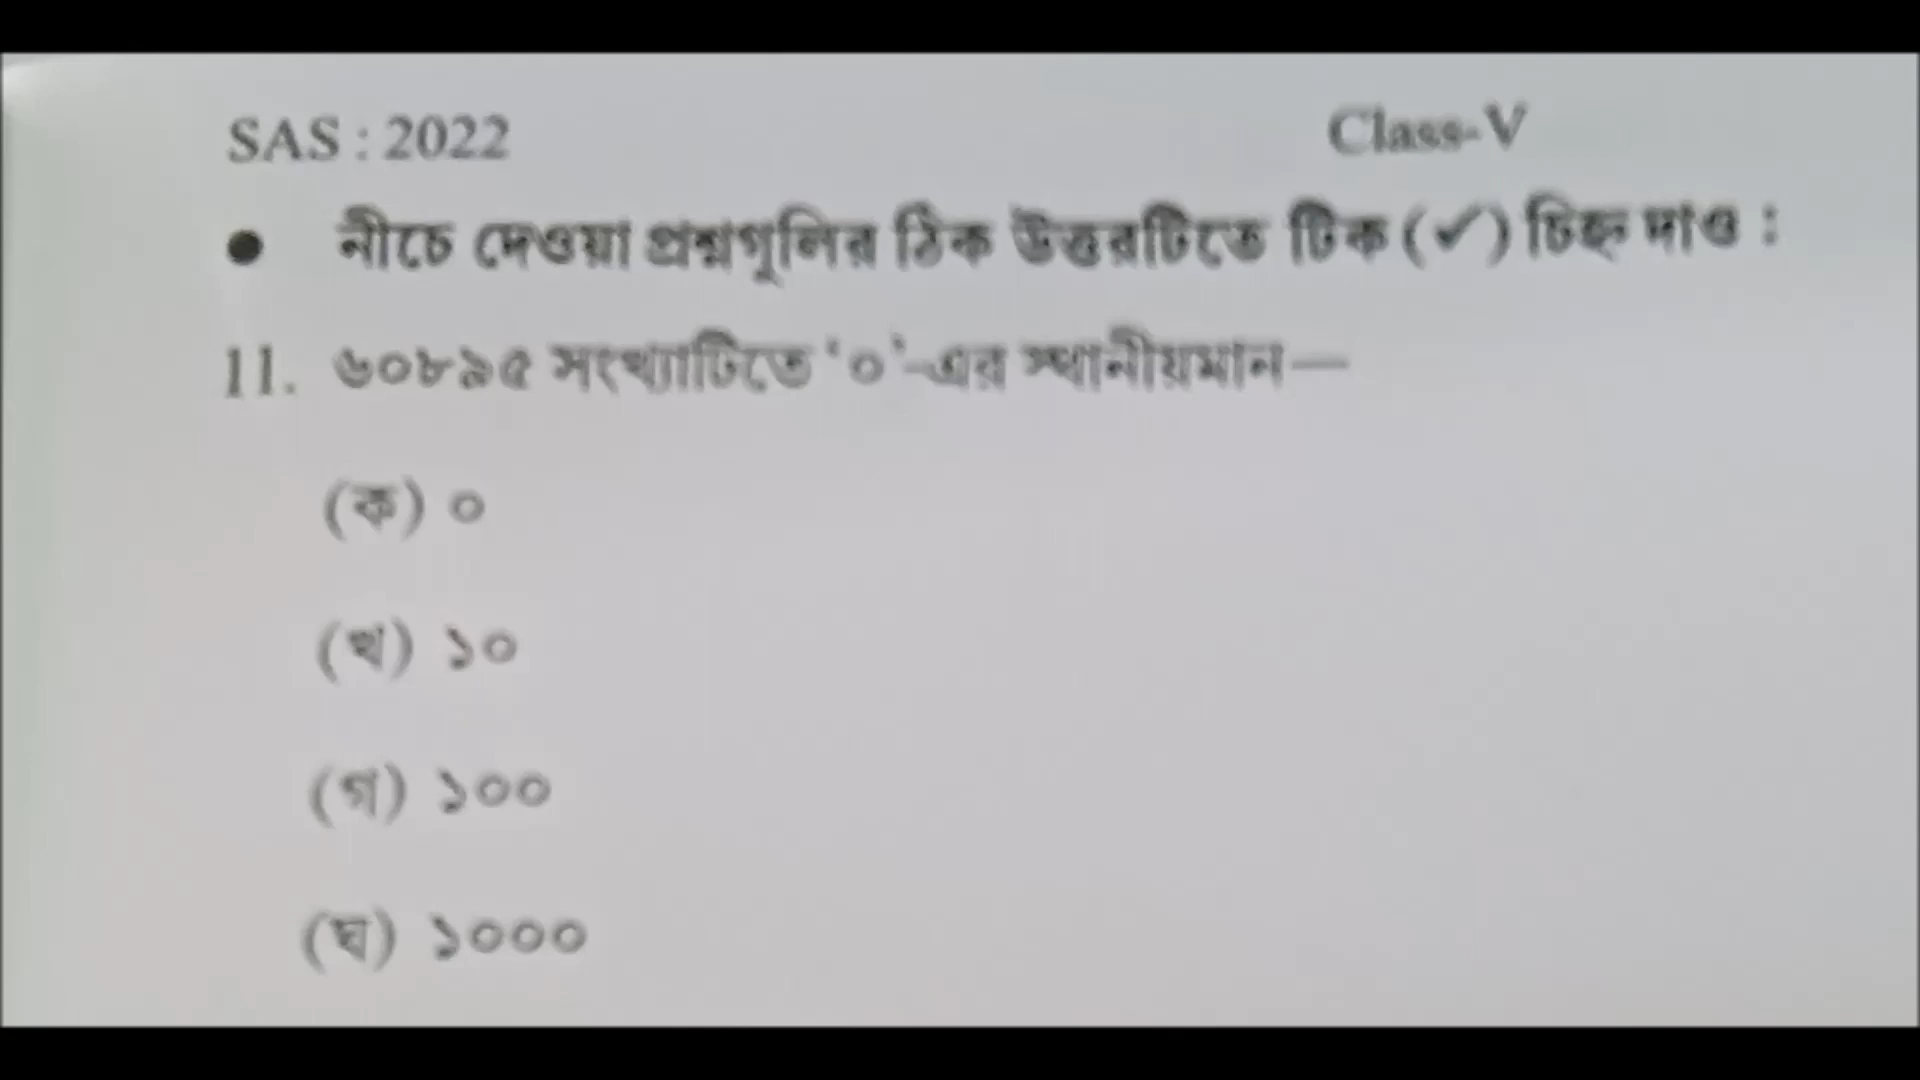 SAS : 2022
Class-V
● নীচে দেওয়া প্রশ্নগুলির ঠিক উত্তরটিতে টিক (✓) চিহ্ন দাও :
11. ৬০৮৯৫ সংখ্যাটিতে ‘০’-এর স্থানীয়মান—
(ক) ০
(খ) ১০
(গ) ১০০
(ঘ) ১০০০